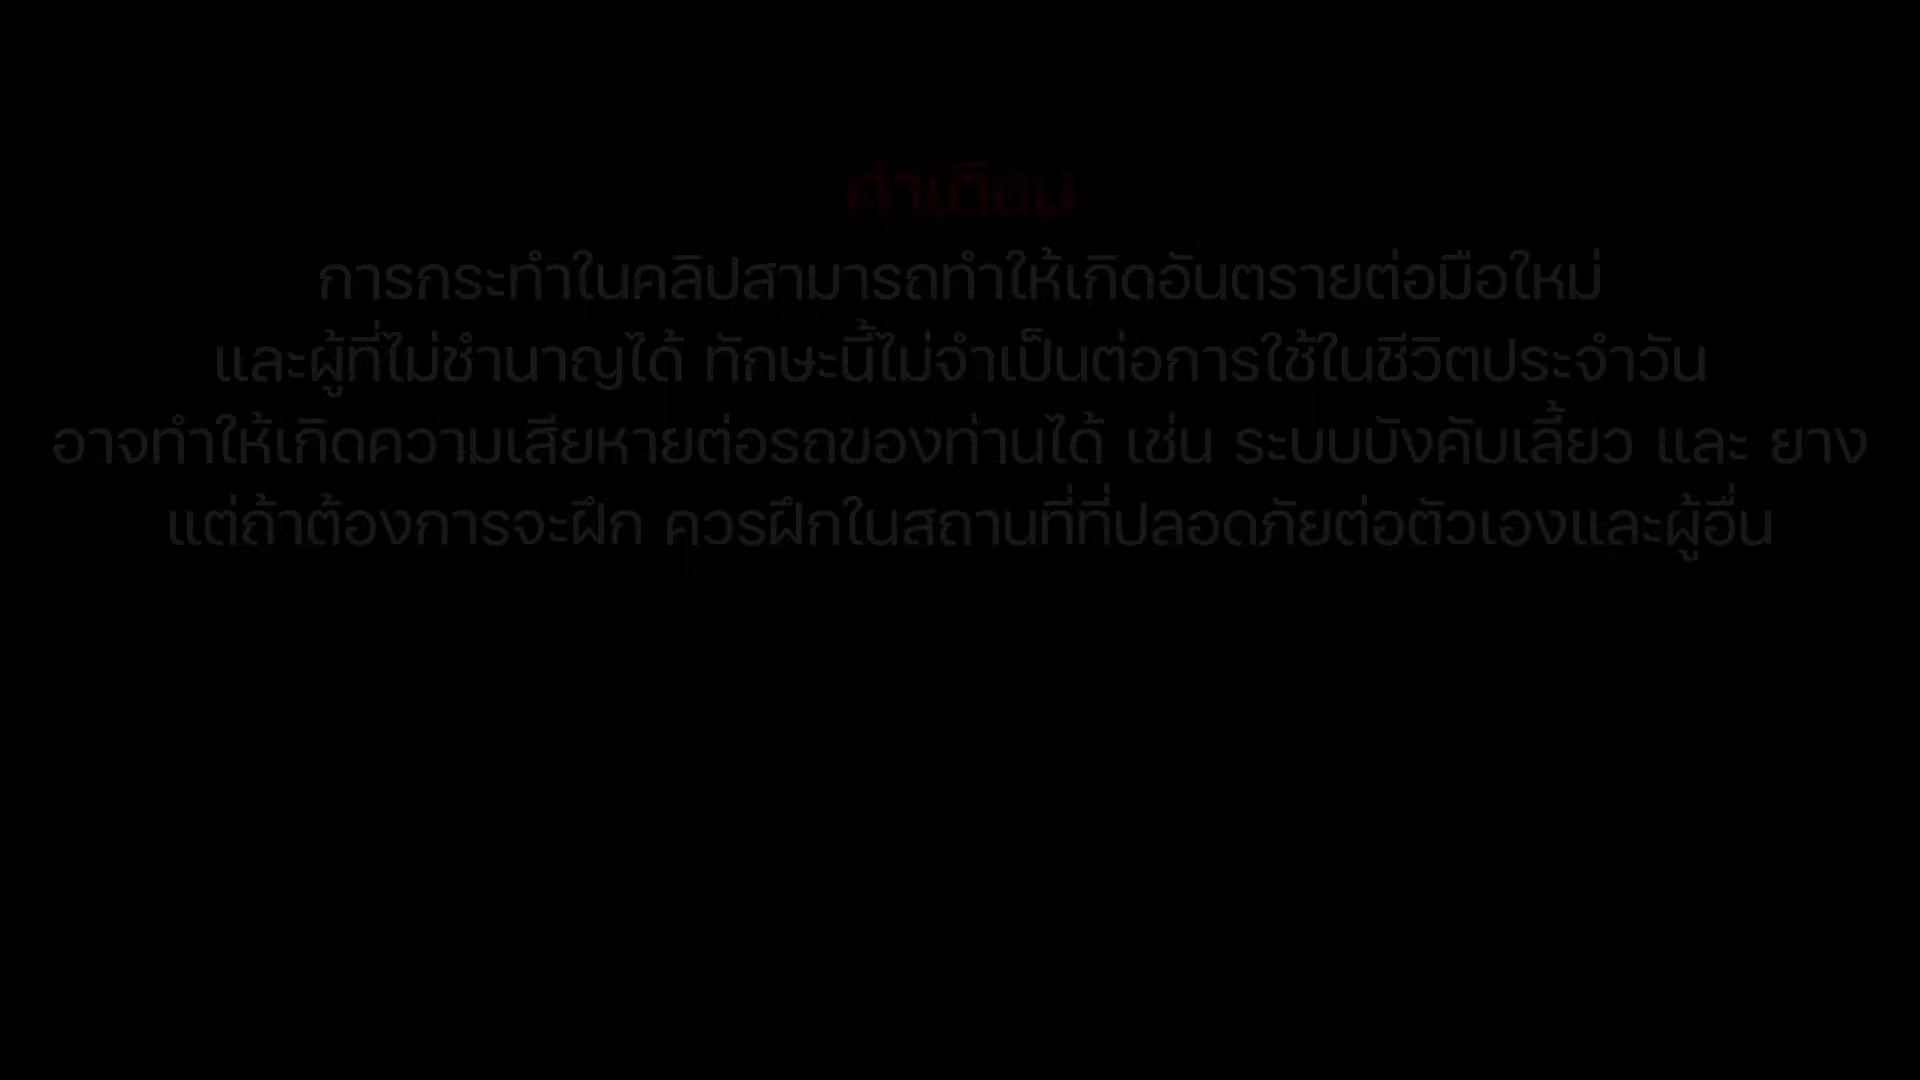 คำเตือน
การกระทำในคลิปสามารถทำให้เกิดอันตรายต่อมือใหม่
และผู้ที่ไม่ชำนาญได้ ทักษะนี้ไม่จำเป็นต่อการใช้ในชีวิตประจำวัน
อาจทำให้เกิดความเสียหายต่อรถของท่านได้ เช่น ระบบบังคับเลี้ยว และ ยาง
แต่ถ้าต้องการจะฝึก ควรฝึกในสถานที่ที่ปลอดภัยต่อตัวเองและผู้อื่น